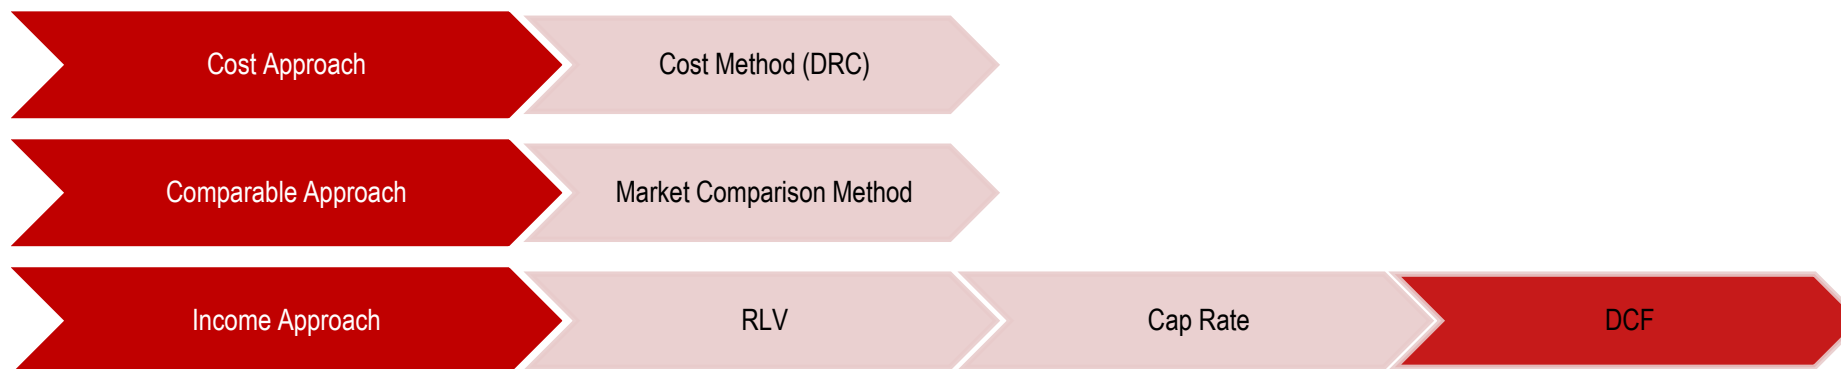 Cost Approach
Cost Method (DRC)
Comparable Approach
Market Comparison Method
Income Approach
RLV
Cap Rate
DCF